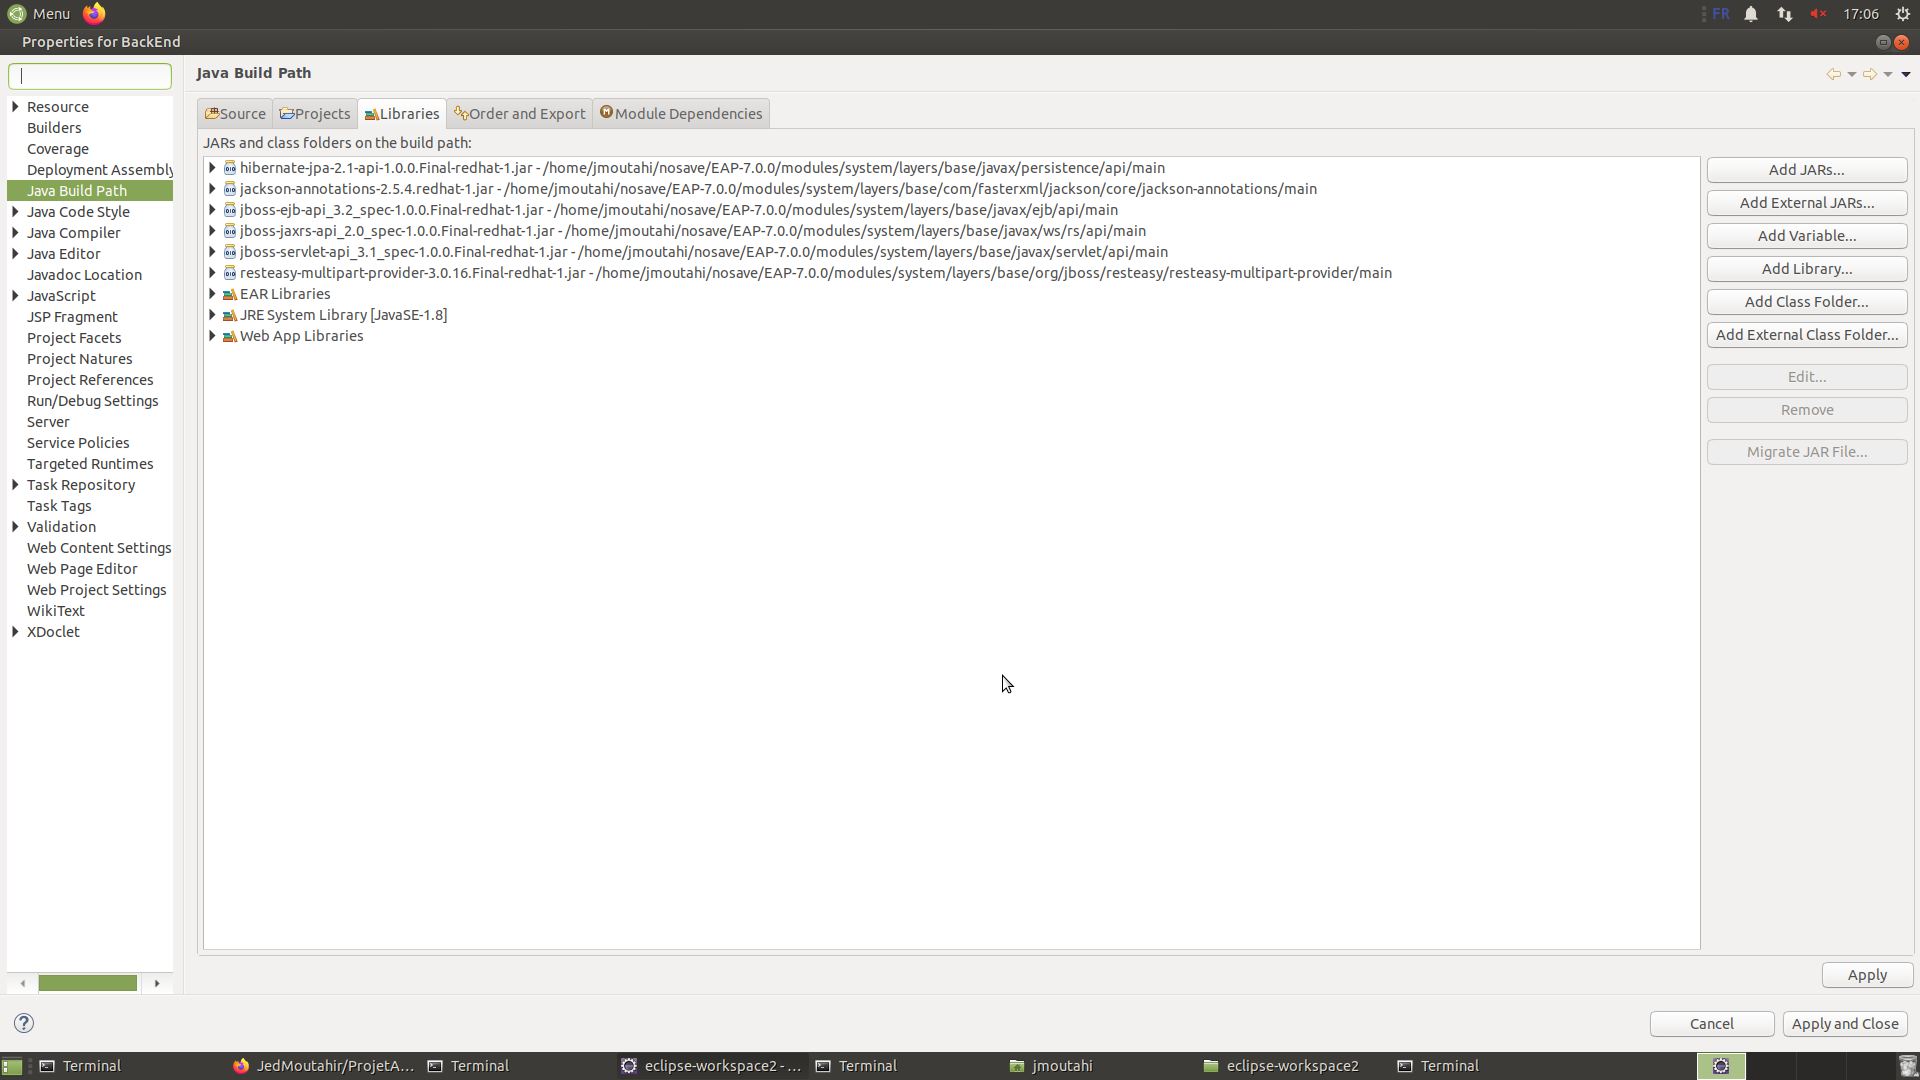 Menu
FR
17:06
Properties for BackEnd
Java Build Path
Resource
Builders
Coverage
Deployment Assembly
Java Build Path
Java Code Style
Java Compiler
Java Editor
Javadoc Location
JavaScript
JSP Fragment
Project Facets
Project Natures
Project References
Run/Debug Settings
Server
Service Policies
Targeted Runtimes
Task Repository
Task Tags
Validation
Web Content Settings
Web Page Editor
Web Project Settings
WikiText
XDoclet
Source
Projects
Libraries
Order and Export
Module Dependencies
JARs and class folders on the build path:
hibernate-jpa-2.1-api-1.0.0.Final-redhat-1.jar - /home/jmoutahi/nosave/EAP-7.0.0/modules/system/layers/base/javax/persistence/api/main
jackson-annotations-2.5.4.redhat-1.jar - /home/jmoutahi/nosave/EAP-7.0.0/modules/system/layers/base/com/fasterxml/jackson/core/jackson-annotations/main
jboss-ejb-api_3.2_spec-1.0.0.Final-redhat-1.jar - /home/jmoutahi/nosave/EAP-7.0.0/modules/system/layers/base/javax/ejb/api/main
jboss-jaxrs-api_2.0_spec-1.0.0.Final-redhat-1.jar - /home/jmoutahi/nosave/EAP-7.0.0/modules/system/layers/base/javax/ws/rs/api/main
jboss-servlet-api_3.1_spec-1.0.0.Final-redhat-1.jar - /home/jmoutahi/nosave/EAP-7.0.0/modules/system/layers/base/javax/servlet/api/main
resteasy-multipart-provider-3.0.16.Final-redhat-1.jar - /home/jmoutahi/nosave/EAP-7.0.0/modules/system/layers/base/org/jboss/resteasy/resteasy-multipart-provider/main
EAR Libraries
JRE System Library [JavaSE-1.8]
Web App Libraries
Add JARs...
Add External JARs...
Add Variable...
Add Library...
Add Class Folder...
Add External Class Folder...
Edit...
Remove
Migrate JAR File...
Apply
Cancel
Apply and Close
Terminal
JedMoutahir/ProjetA...
Terminal
eclipse-workspace2 - ...
Terminal
jmoutahi
eclipse-workspace2
Terminal